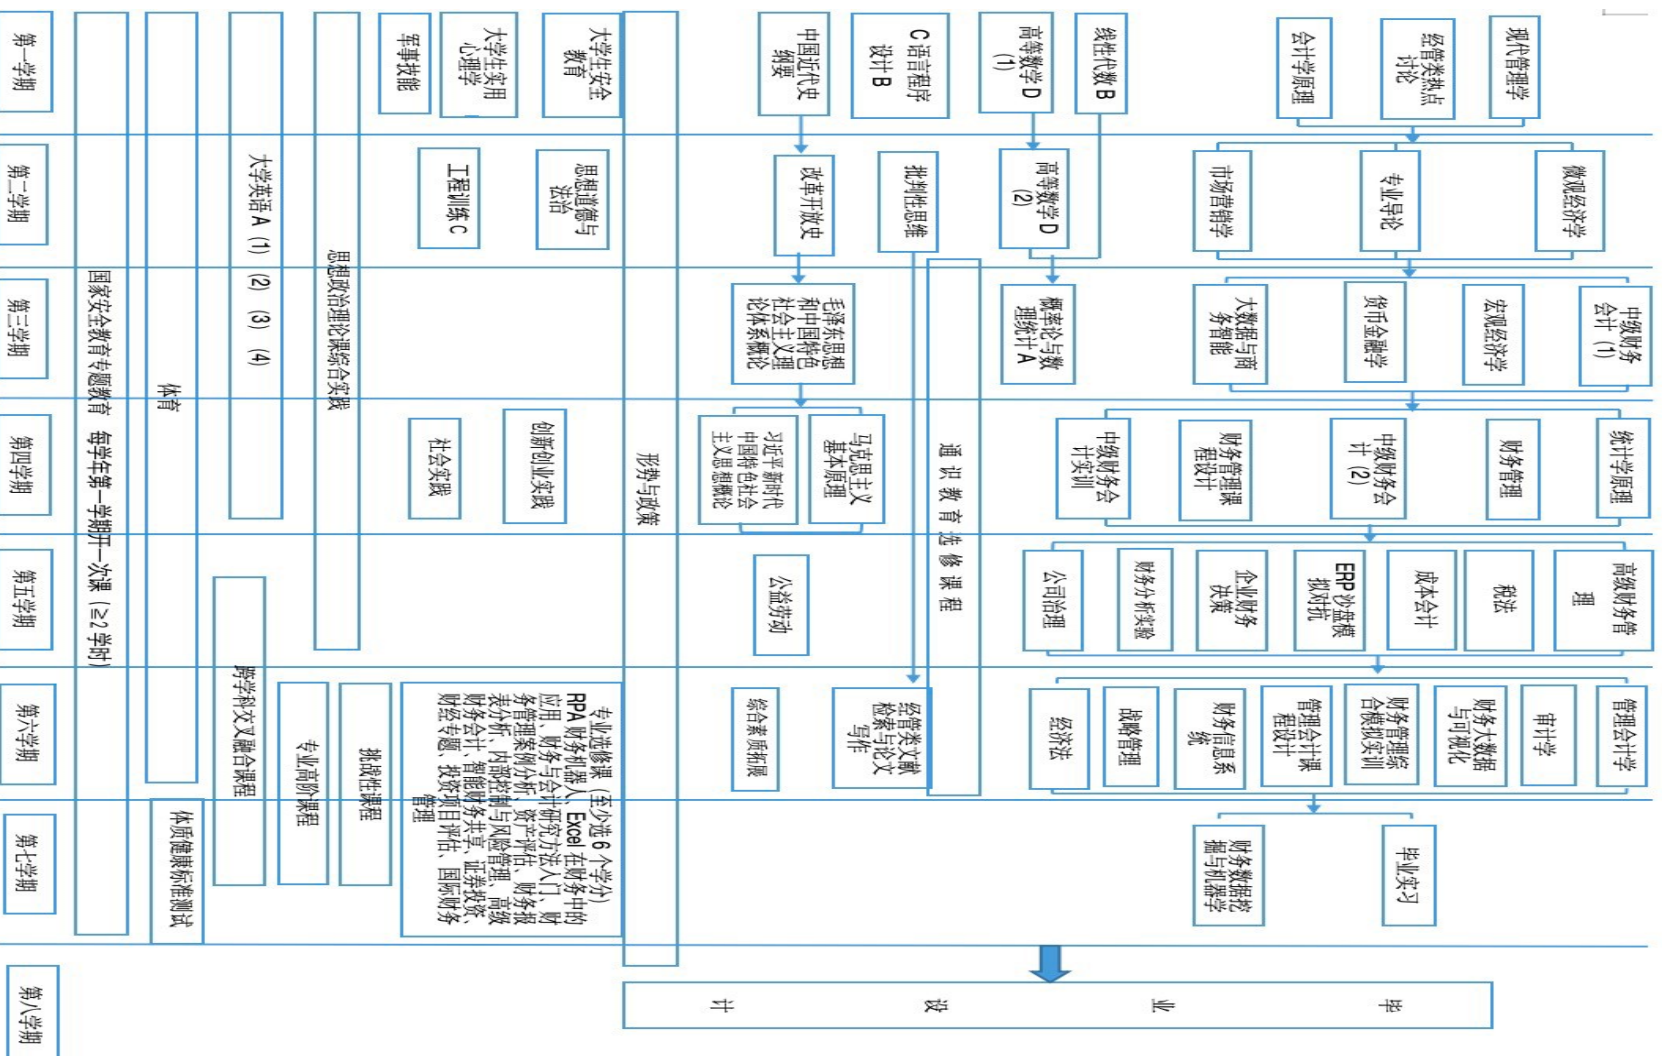 第一学期
现代管理学
经管类热点
讨论
会计学原理
线性代数 B
高等数学 D
(1)
C 语言程序
设计 B
中国近代史
纲要
大学生安全
教育
大学生实用
心理学
军事技能
第二学期
微观经济学
专业导论
市场营销学
高等数学 D
(2)
批判性思维
改革开放史
思想道德与
法治
工程训练 C
第三学期
中级财务
会计（1）
宏观经济学
货币金融学
大数据与商
务智能
概率论与数
理统计 A
毛泽东思想
和中国特色
社会主义理
论体系概论
第四学期
统计学原理
财务管理
中级财务会
计（2）
财务管理课
程设计
中级财务会
计实训
马克思主义
基本原理
习近平新时代
中国特色社会
主义思想概论
创新创业实践
社会实践
第五学期
高级财务管
理
税法
成本会计
ERP 沙盘模
拟对抗
企业财务
决策
财务分析实验
公司治理
公益劳动
第六学期
管理会计学
审计学
财务大数据
与可视化
财务管理综
合模拟实训
管理会计课
程设计
财务信息系
统
战略管理
经济法
经管类文献
检索与论文
写作
综合素质拓展
第七学期
毕业实习
财务数据挖
掘与机器学
第八学期
毕 业 设 计
通 识 教 育 选 修 课 程
形势与政策
专业选修课（至少选 6 个学分）
RPA 财务机器人、Excel 在财务中的
应用、财务与会计研究方法入门、财
务管理案例分析、资产评估、财务报
表分析、内部控制与风险管理、高级
财务会计、智能财务共享、证券投资、
财经专题、投资项目评估、国际财务
管理
挑战性课程
思想政治理论课综合实践
专业高阶课程
大学英语 A（1）（2）（3）（4）
跨学科交叉融合课程
体育
体质健康标准测试
国家安全教育专题教育 每学年第一学期开一次课（≥2 学时）